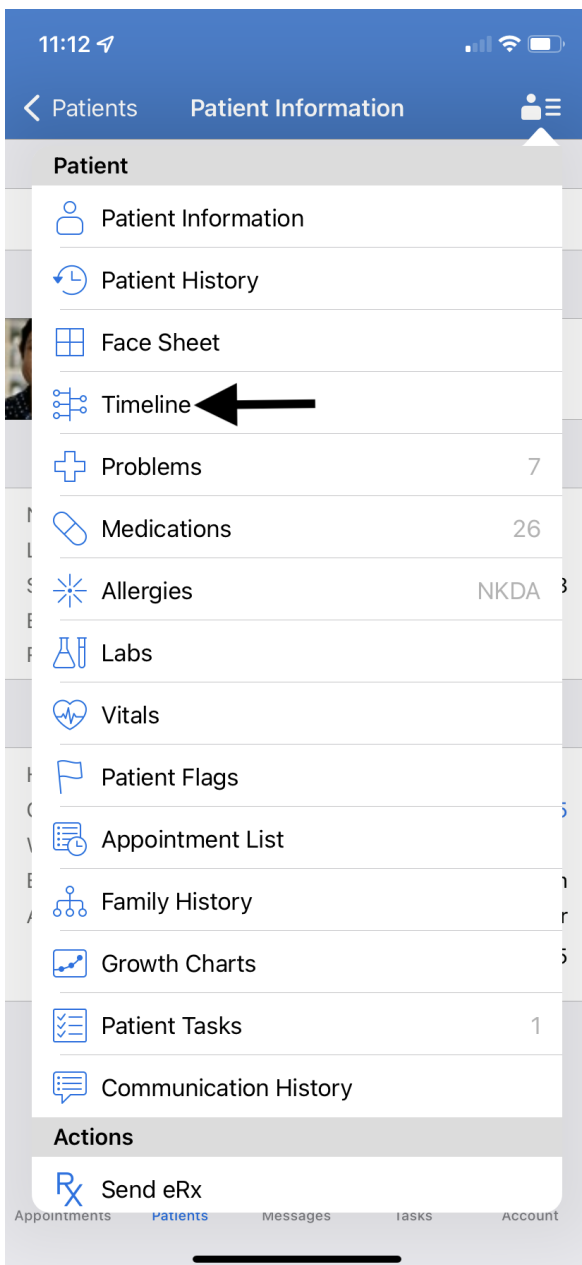 11:12
Patients Patient Information
Patient
Patient Information
Patient History
Face Sheet
Timeline
Problems 7
Medications 26
Allergies NKDA
Labs
Vitals
Patient Flags
Appointment List
Family History
Growth Charts
Patient Tasks 1
Communication History
Actions
Rx Send eRx
Appointments Patients Messages Tasks Account